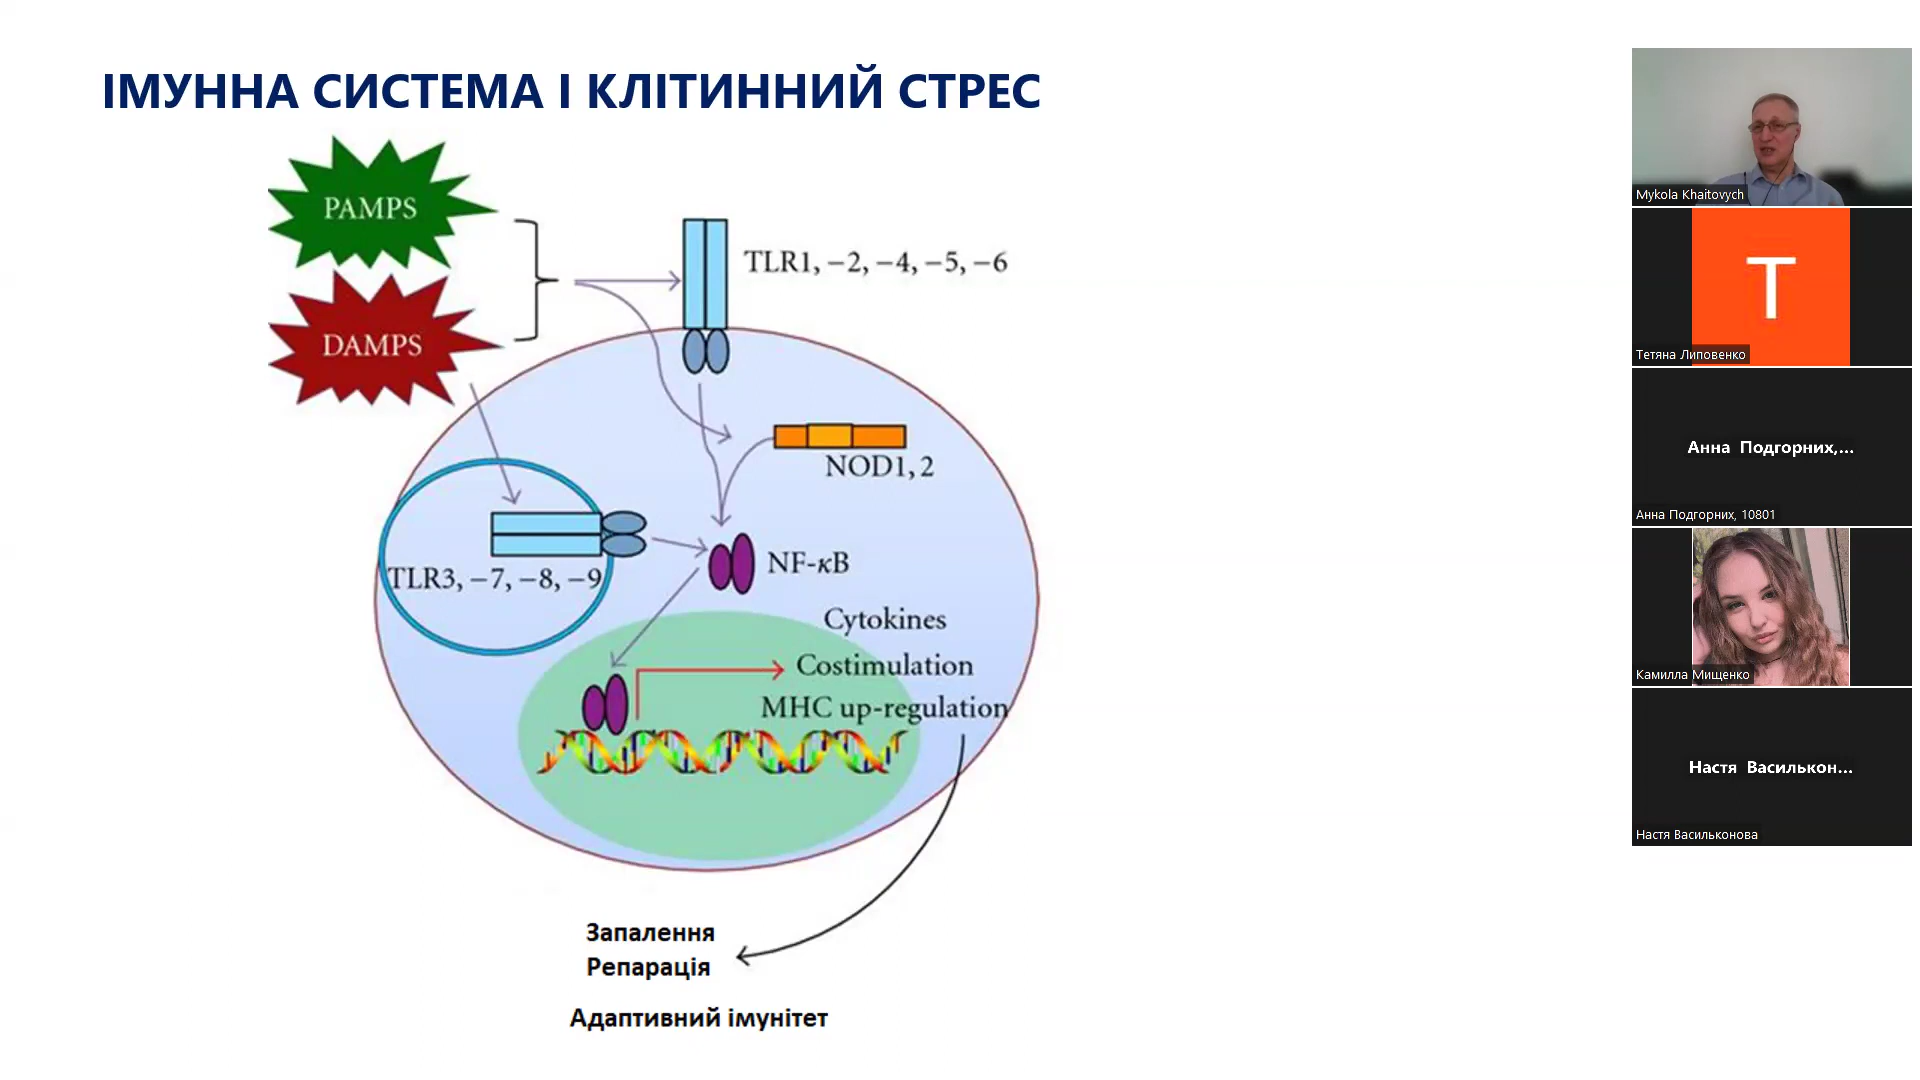 ІМУННА СИСТЕМА І КЛІТИННИЙ СТРЕС
PAMPS
DAMPS
TLR1, −2, −4, −5, −6
NOD1, 2
TLR3, −7, −8, −9
NF-κB
Cytokines
Costimulation
MHC up-regulation
Запалення
Репарація
Адаптивний імунітет
Mykola Khaitovych
T
Тетяна Липовенко
Анна Подгорних,...
Анна Подгорних, 10801
Камилла Мищенко
Настя Василькон...
Настя Васильконова